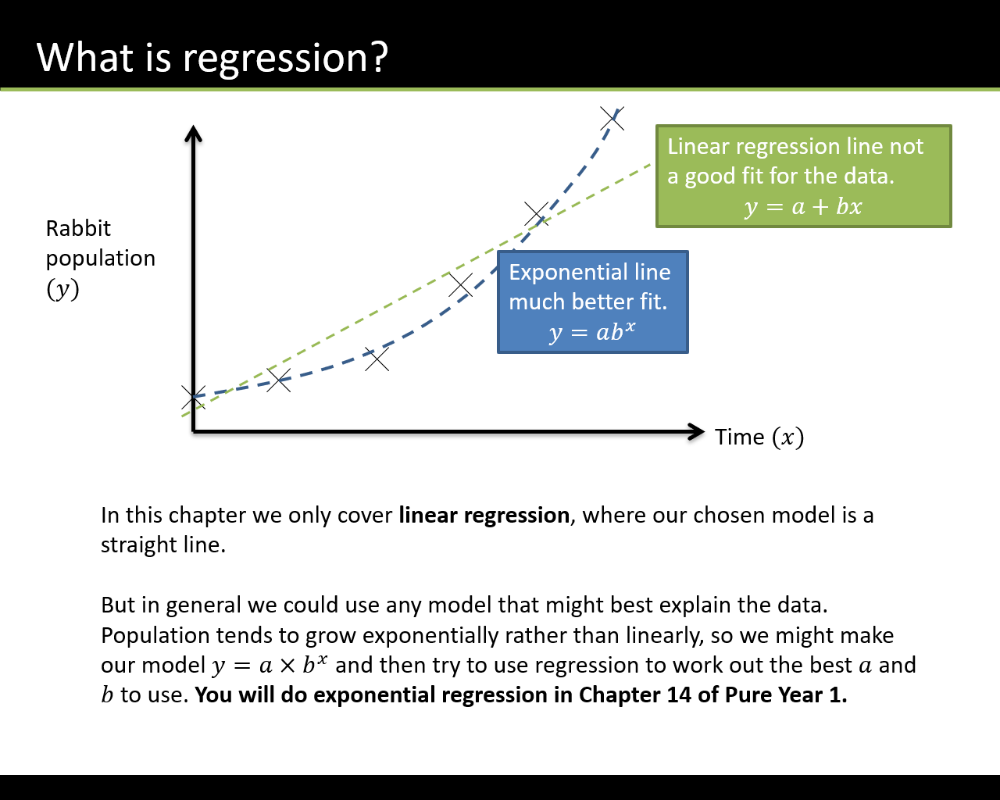 What is regression?
Linear regression line not
a good fit for the data.
𝑦 = 𝑎 + 𝑏𝑥
Rabbit
population
(𝑦)
Exponential line
much better fit.
𝑦 = 𝑎𝑏ˣ
Time (𝑥)
In this chapter we only cover linear regression, where our chosen model is a
straight line.
But in general we could use any model that might best explain the data.
Population tends to grow exponentially rather than linearly, so we might make
our model 𝑦 = 𝑎 × 𝑏ˣ and then try to use regression to work out the best 𝑎 and
𝑏 to use. You will do exponential regression in Chapter 14 of Pure Year 1.